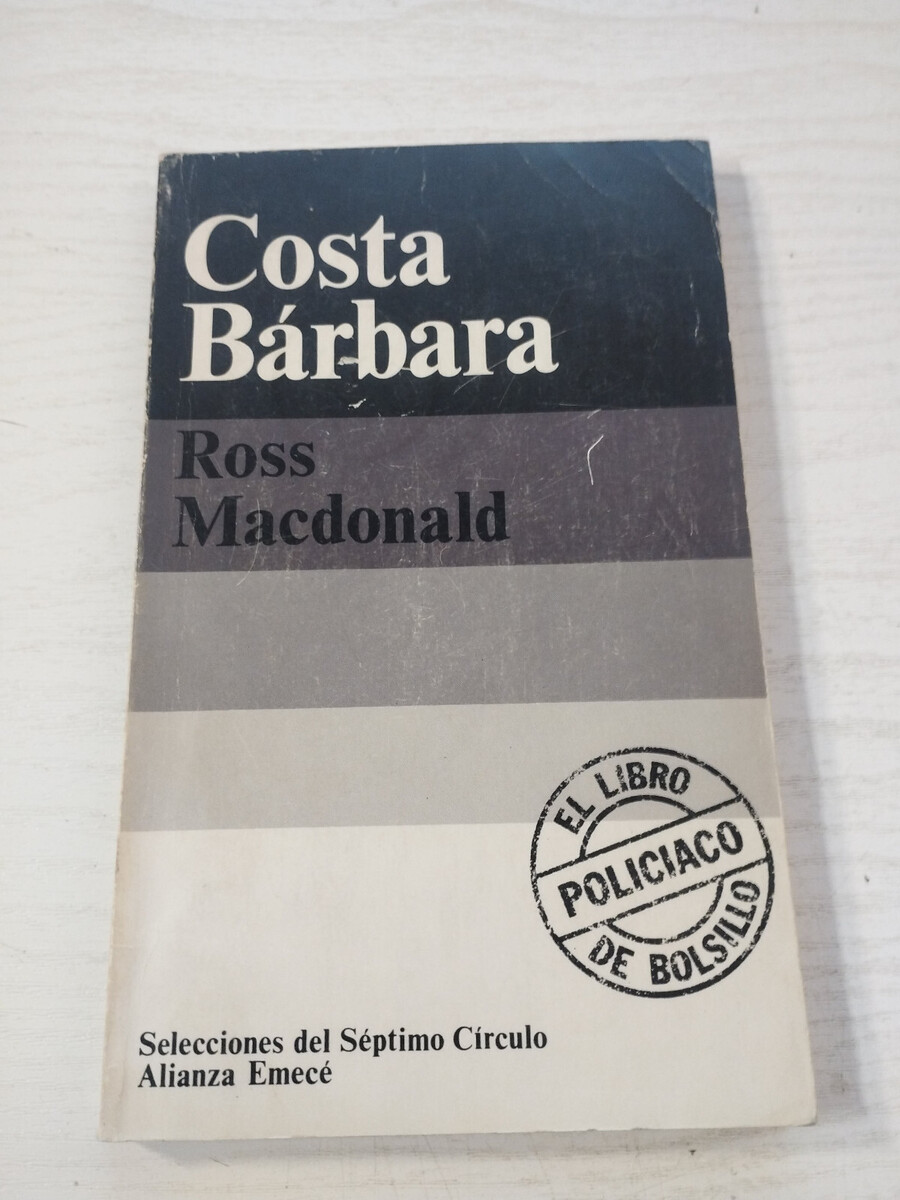 Costa
Bárbara
Ross
Macdonald
EL LIBRO
POLICIACO
DE BOLSILLO
Selecciones del Séptimo Círculo
Alianza Emecé